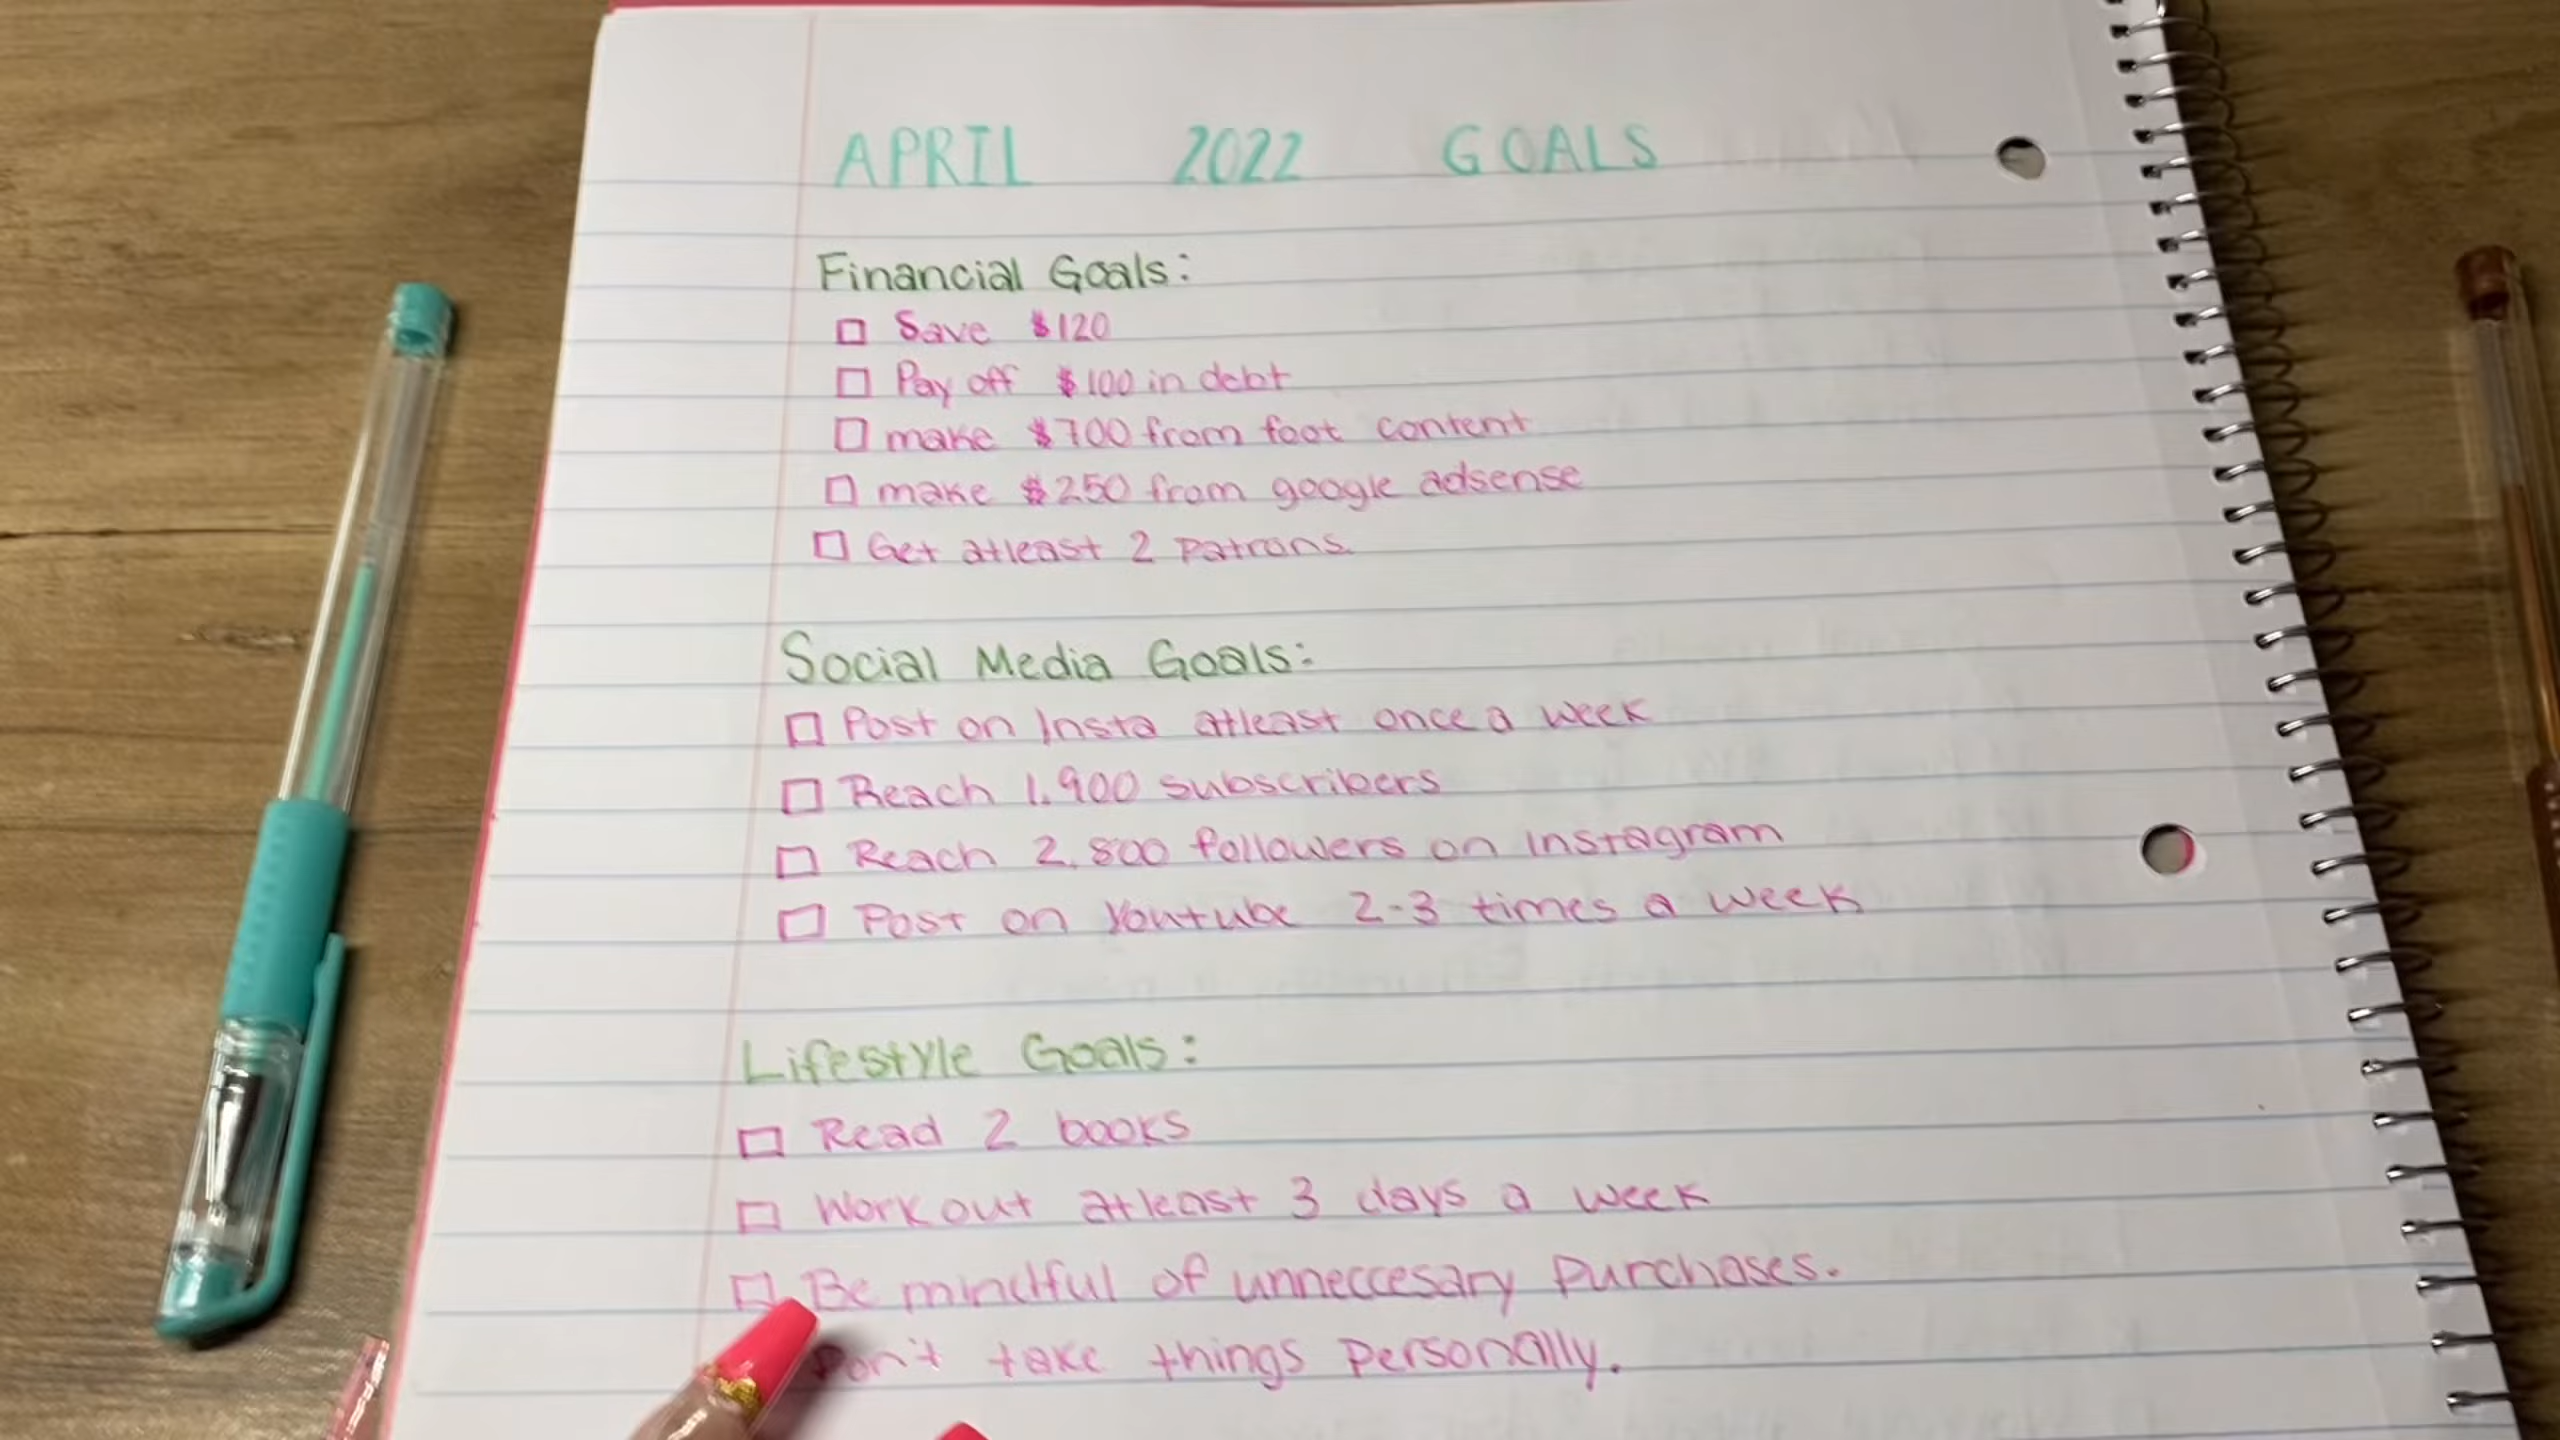 APRIL 2022 GOALS
Financial Goals:
Save $120
Pay off $100 in debt
make $700 from foot content
make $250 from google adsense
Get atleast 2 patrons.
Social Media Goals:
Post on Insta atleast once a week
Reach 1,900 subscribers
Reach 2,800 followers on Instagram
Post on Youtube 2-3 times a week
Lifestyle Goals:
Read 2 books
Workout atleast 3 days a week
Be mindful of unneccesary purchases.
Don't take things personally.